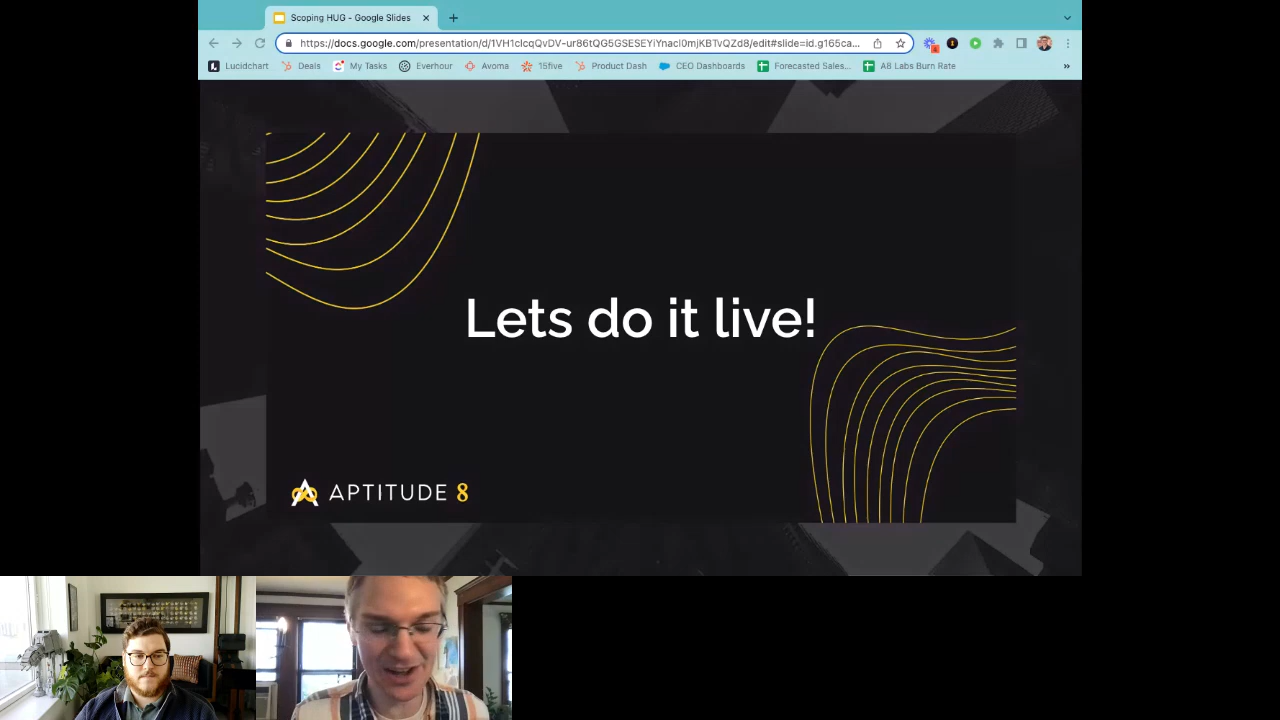 Scoping HUG - Google Slides
https://docs.google.com/presentation/d/1VH1clcqQvDV-ur86tQG5GSESEYiYnacl0mjKBTvQZd8/edit#slide=id.g165ca...
Lucidchart Deals My Tasks Everhour Avoma 15five Product Dash CEO Dashboards Forecasted Sales... A8 Labs Burn Rate
Lets do it live!
APTITUDE 8